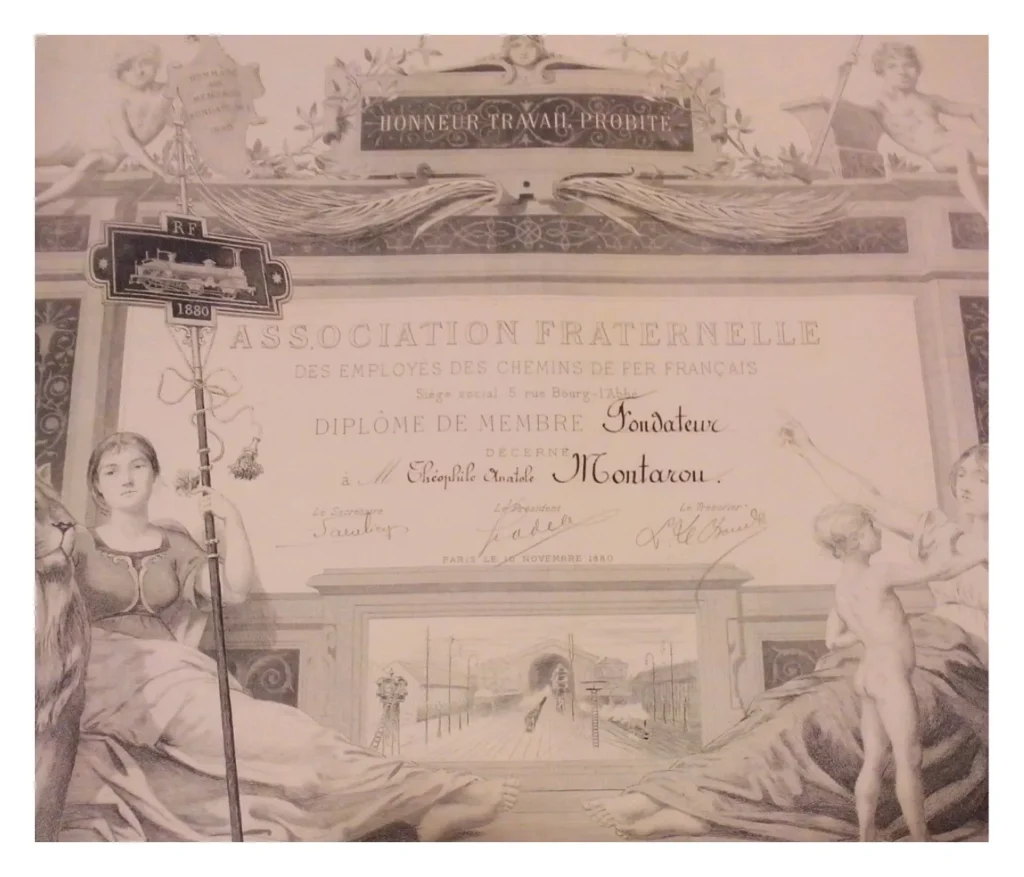 HOMMAGE
HONNEUR TRAVAIL PROBITÉ
RF
1880
ASSOCIATION FRATERNELLE
DES EMPLOYES DES CHEMINS DE FER FRANÇAIS
Siège social 5 rue Bourg-l'Abbé
DIPLÔME DE MEMBRE Fondateur
DÉCERNÉ
à M Théophile Anatole Montarou.
Le Secrétaire Le Président Le Trésorier
PARIS LE 10 NOVEMBRE 1880